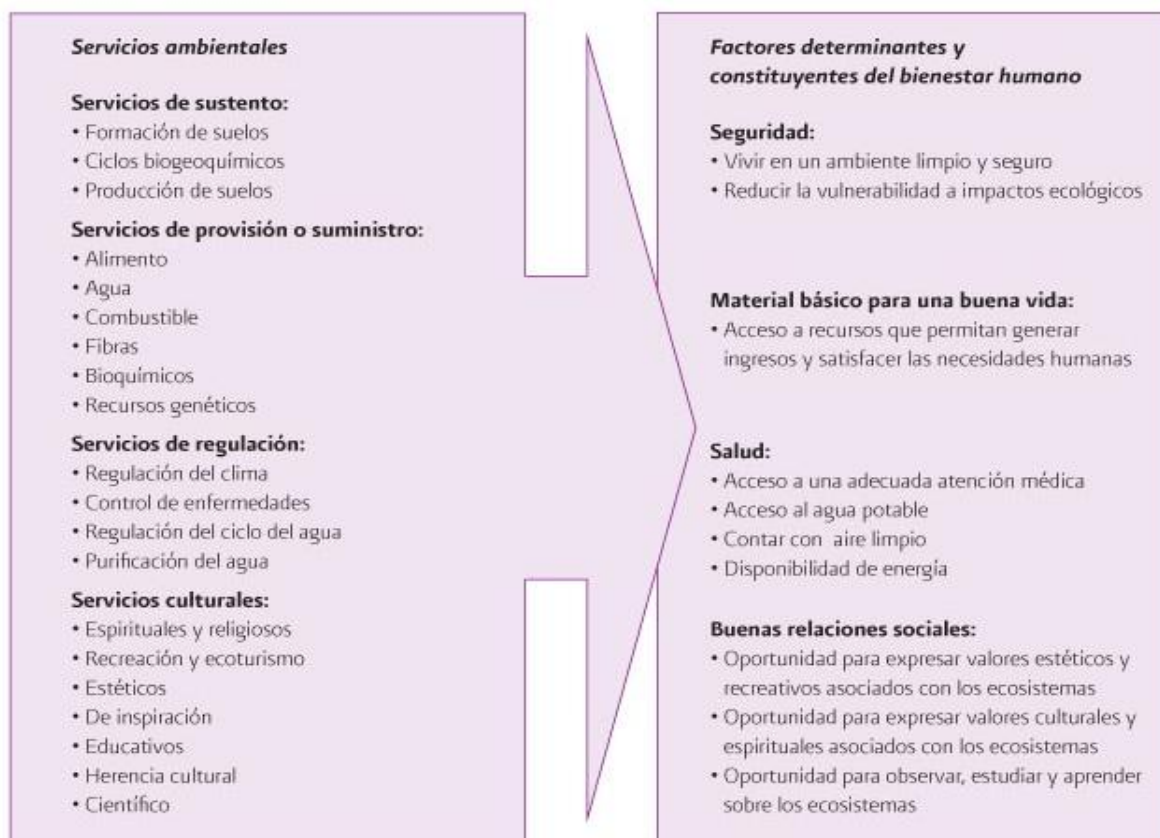 Servicios ambientales
Servicios de sustento:
• Formación de suelos
• Ciclos biogeoquímicos
• Producción de suelos
Servicios de provisión o suministro:
• Alimento
• Agua
• Combustible
• Fibras
• Bioquímicos
• Recursos genéticos
Servicios de regulación:
• Regulación del clima
• Control de enfermedades
• Regulación del ciclo del agua
• Purificación del agua
Servicios culturales:
• Espirituales y religiosos
• Recreación y ecoturismo
• Estéticos
• De inspiración
• Educativos
• Herencia cultural
• Científico
Factores determinantes y
constituyentes del bienestar humano
Seguridad:
• Vivir en un ambiente limpio y seguro
• Reducir la vulnerabilidad a impactos ecológicos
Material básico para una buena vida:
• Acceso a recursos que permitan generar
ingresos y satisfacer las necesidades humanas
Salud:
• Acceso a una adecuada atención médica
• Acceso al agua potable
• Contar con aire limpio
• Disponibilidad de energía
Buenas relaciones sociales:
• Oportunidad para expresar valores estéticos y
recreativos asociados con los ecosistemas
• Oportunidad para expresar valores culturales y
espirituales asociados con los ecosistemas
• Oportunidad para observar, estudiar y aprender
sobre los ecosistemas